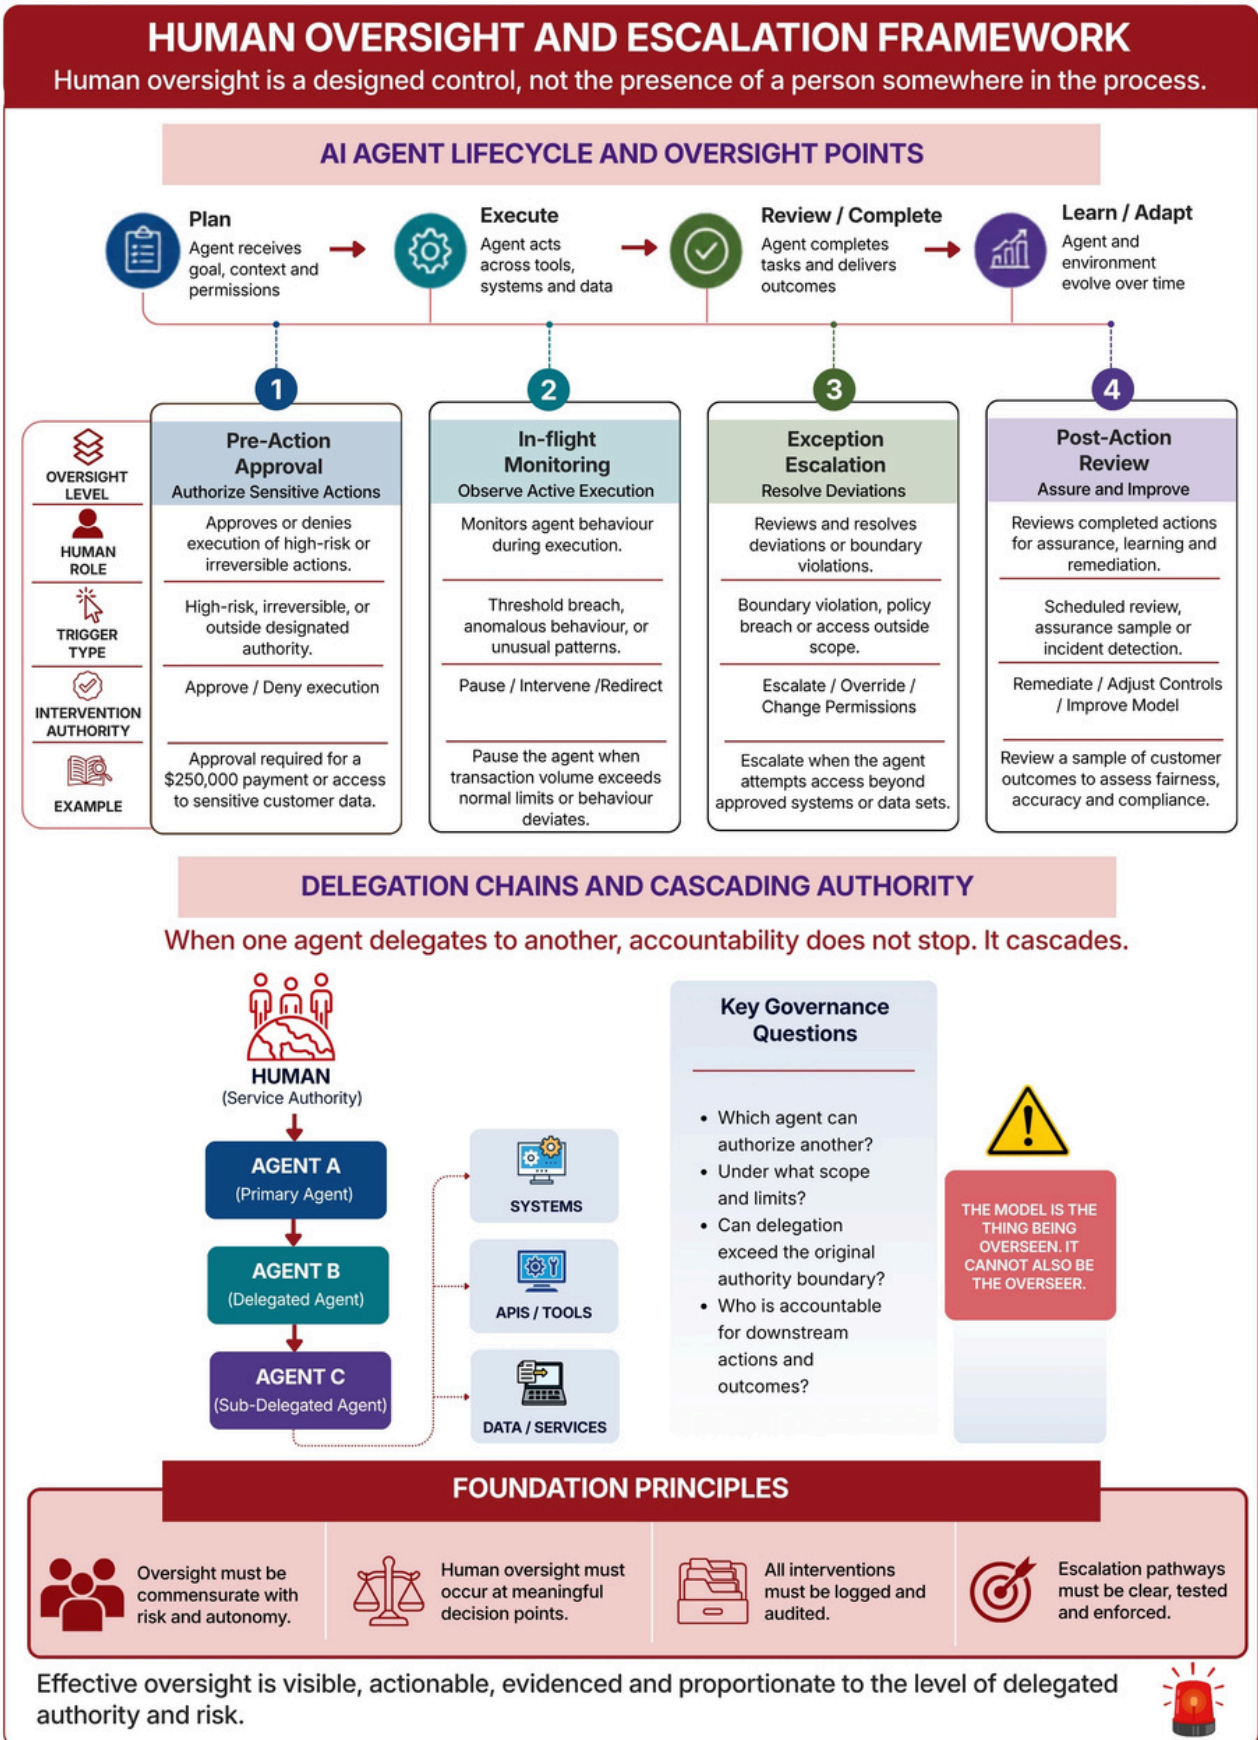 HUMAN OVERSIGHT AND ESCALATION FRAMEWORK
Human oversight is a designed control, not the presence of a person somewhere in the process.
AI AGENT LIFECYCLE AND OVERSIGHT POINTS
Plan
Agent receives
goal, context and
permissions
Execute
Agent acts
across tools,
systems and data
Review / Complete
Agent completes
tasks and delivers
outcomes
Learn / Adapt
Agent and
environment
evolve over time
1
2
3
4
OVERSIGHT
LEVEL
HUMAN
ROLE
TRIGGER
TYPE
INTERVENTION
AUTHORITY
EXAMPLE
Pre-Action
Approval
Authorize Sensitive Actions
Approves or denies
execution of high-risk or
irreversible actions.
High-risk, irreversible, or
outside designated
authority.
Approve / Deny execution
Approval required for a
$250,000 payment or access
to sensitive customer data.
In-flight
Monitoring
Observe Active Execution
Monitors agent behaviour
during execution.
Threshold breach,
anomalous behaviour, or
unusual patterns.
Pause / Intervene /Redirect
Pause the agent when
transaction volume exceeds
normal limits or behaviour
deviates.
Exception
Escalation
Resolve Deviations
Reviews and resolves
deviations or boundary
violations.
Boundary violation, policy
breach or access outside
scope.
Escalate / Override /
Change Permissions
Escalate when the agent
attempts access beyond
approved systems or data sets.
Post-Action
Review
Assure and Improve
Reviews completed actions
for assurance, learning and
remediation.
Scheduled review,
assurance sample or
incident detection.
Remediate / Adjust Controls
/ Improve Model
Review a sample of customer
outcomes to assess fairness,
accuracy and compliance.
DELEGATION CHAINS AND CASCADING AUTHORITY
When one agent delegates to another, accountability does not stop. It cascades.
HUMAN
(Service Authority)
AGENT A
(Primary Agent)
AGENT B
(Delegated Agent)
AGENT C
(Sub-Delegated Agent)
SYSTEMS
APIS / TOOLS
DATA / SERVICES
Key Governance
Questions
• Which agent can
authorize another?
• Under what scope
and limits?
• Can delegation
exceed the original
authority boundary?
• Who is accountable
for downstream
actions and
outcomes?
THE MODEL IS THE
THING BEING
OVERSEEN. IT
CANNOT ALSO BE
THE OVERSEER.
FOUNDATION PRINCIPLES
Oversight must be
commensurate with
risk and autonomy.
Human oversight must
occur at meaningful
decision points.
All interventions
must be logged and
audited.
Escalation pathways
must be clear, tested
and enforced.
Effective oversight is visible, actionable, evidenced and proportionate to the level of delegated
authority and risk.